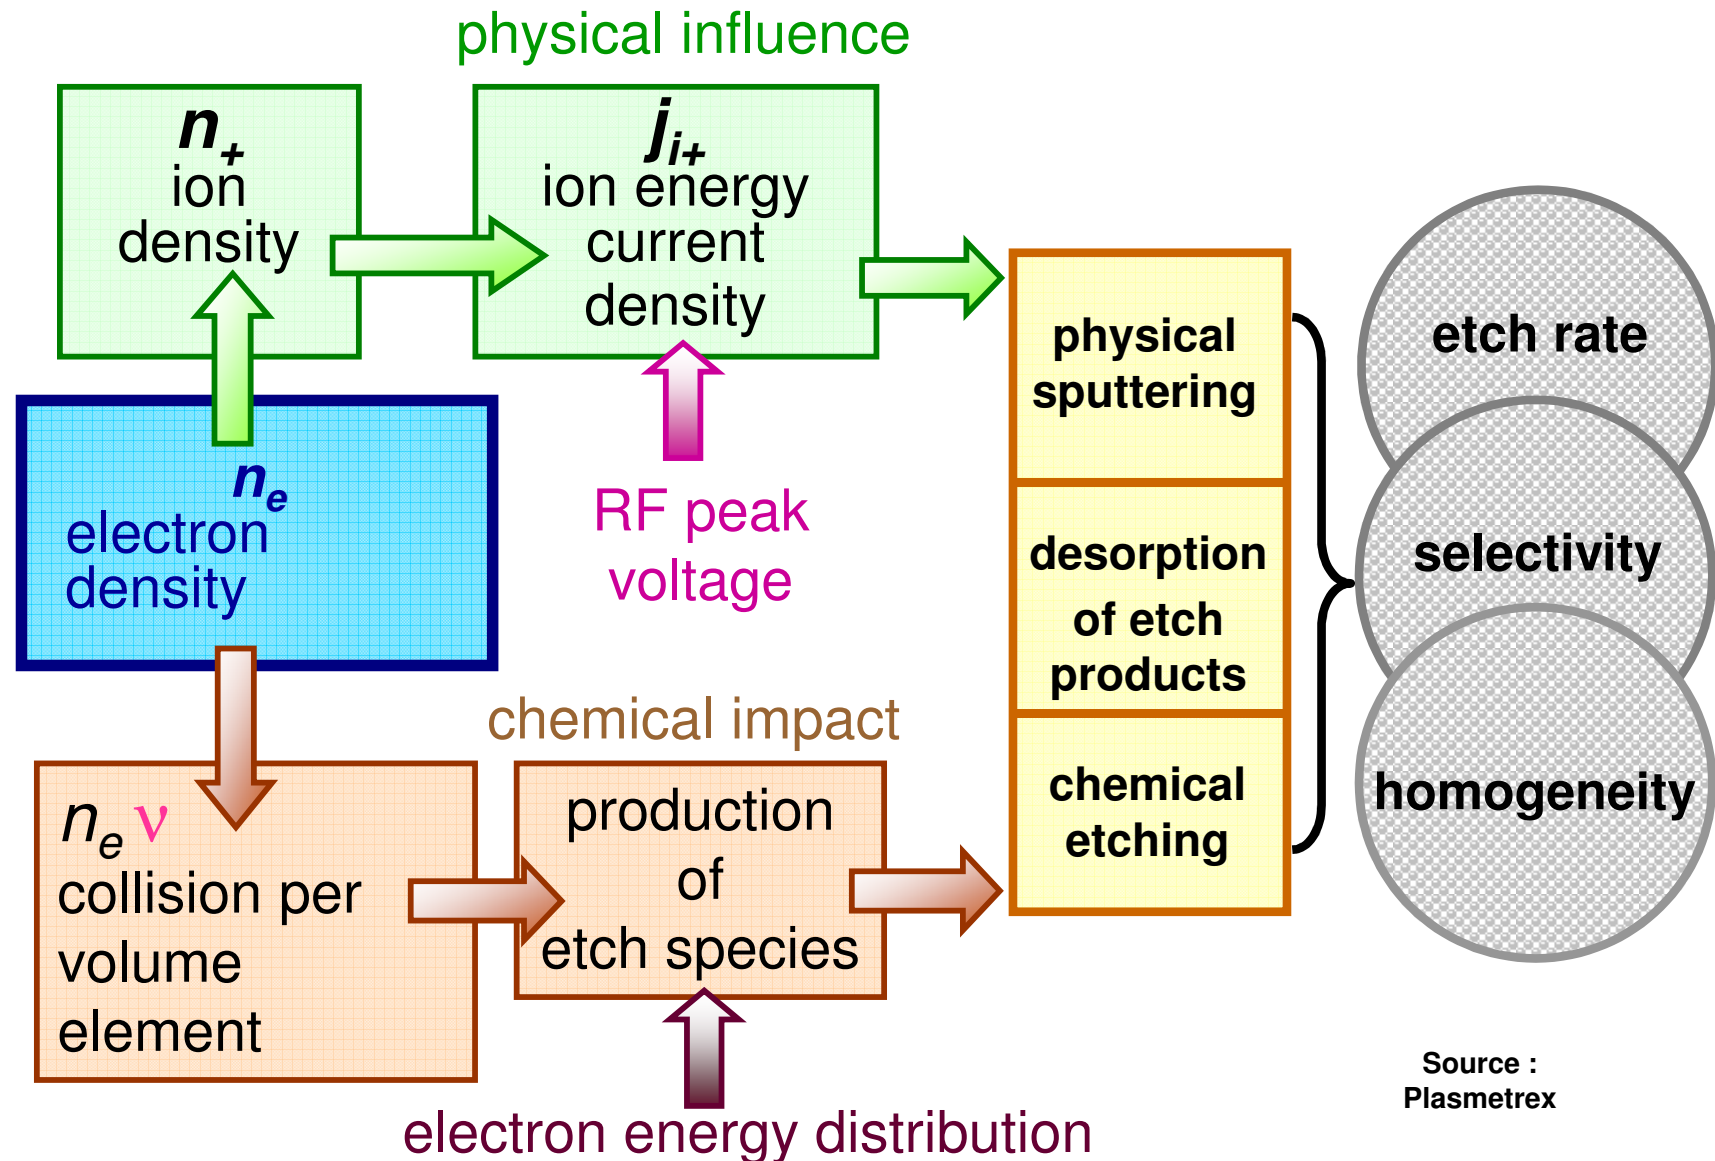 physical influence
n+
ion
density
ji+
ion energy
current
density
ne
electron
density
RF peak
voltage
chemical impact
ne ν
collision per
volume
element
production
of
etch species
electron energy distribution
physical
sputtering
desorption
of etch
products
chemical
etching
etch rate
selectivity
homogeneity
Source :
Plasmetrex